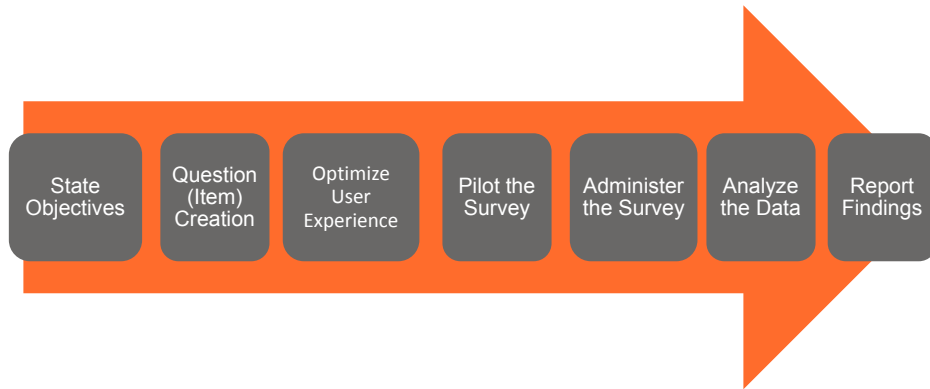 State
Objectives
Question
(Item)
Creation
Optimize
User
Experience
Pilot the
Survey
Administer
the Survey
Analyze
the Data
Report
Findings